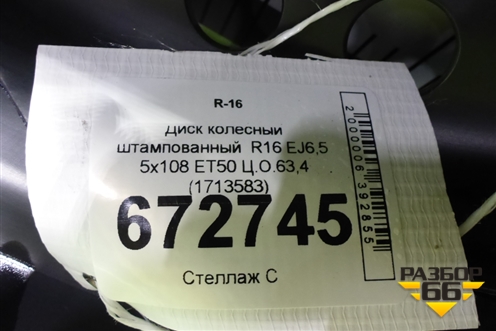 R-16
Диск колесный
штампованный R16 EJ6,5
5x108 ET50 Ц.О.63,4
(1713583)
672745
Стеллаж С
2000006392855
РАЗБОР
66